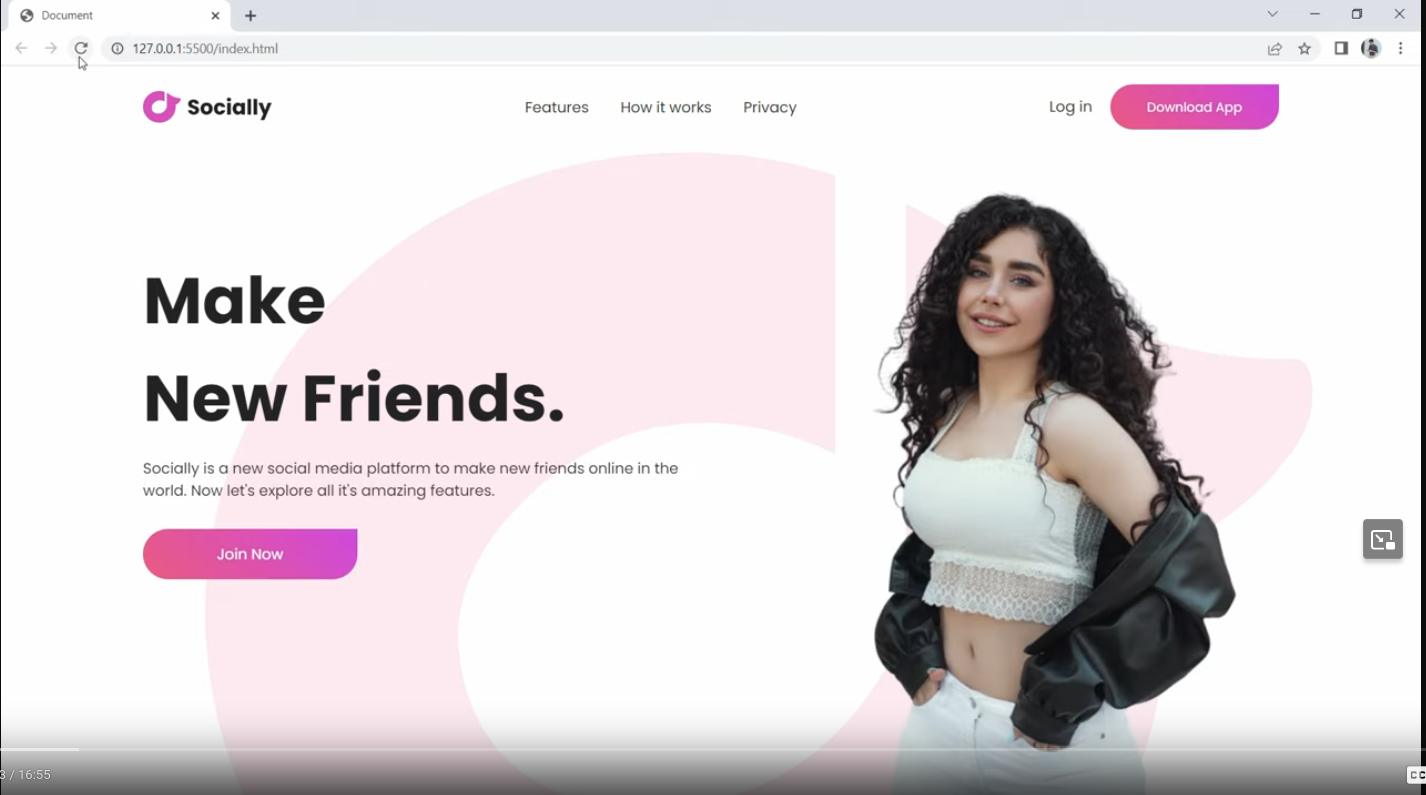 Document
127.0.0.1:5500/index.html
Socially
Features How it works Privacy
Log in Download App
Make
New Friends.
Socially is a new social media platform to make new friends online in the
world. Now let's explore all it's amazing features.
Join Now
3 / 16:55
CC